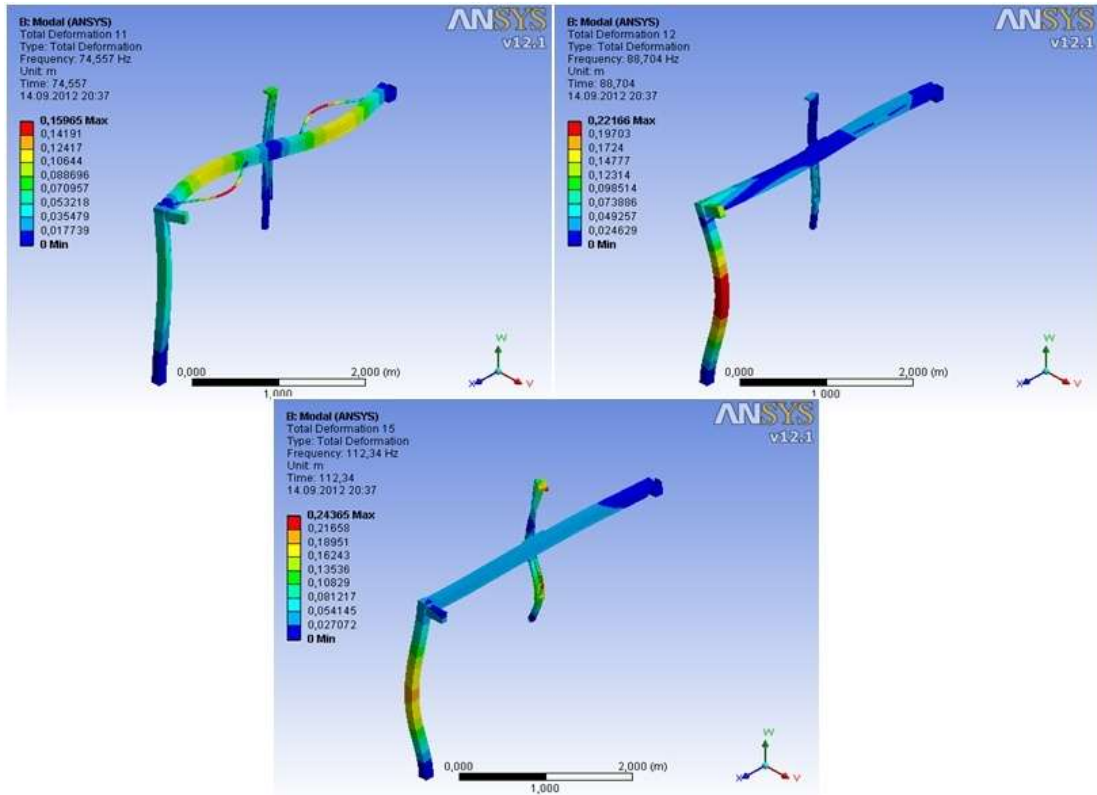 B: Modal (ANSYS)
Total Deformation 11
Type: Total Deformation
Frequency: 74,557 Hz
Unit: m
Time: 74,557
14.09.2012 20:37
0,15965 Max
0,14191
0,12417
0,10644
0,088696
0,070957
0,053218
0,035479
0,017739
0 Min
ANSYS
v12.1
0,000
2,000 (m)
1,000
X
W
V
B: Modal (ANSYS)
Total Deformation 12
Type: Total Deformation
Frequency: 88,704 Hz
Unit: m
Time: 88,704
14.09.2012 20:37
0,22166 Max
0,19703
0,1724
0,14777
0,12314
0,098514
0,073886
0,049257
0,024629
0 Min
ANSYS
v12.1
0,000
2,000 (m)
1,000
X
W
V
B: Modal (ANSYS)
Total Deformation 15
Type: Total Deformation
Frequency: 112,34 Hz
Unit: m
Time: 112,34
14.09.2012 20:37
0,24365 Max
0,21658
0,18951
0,16243
0,13536
0,10829
0,081217
0,054145
0,027072
0 Min
ANSYS
v12.1
0,000
2,000 (m)
1,000
X
W
V